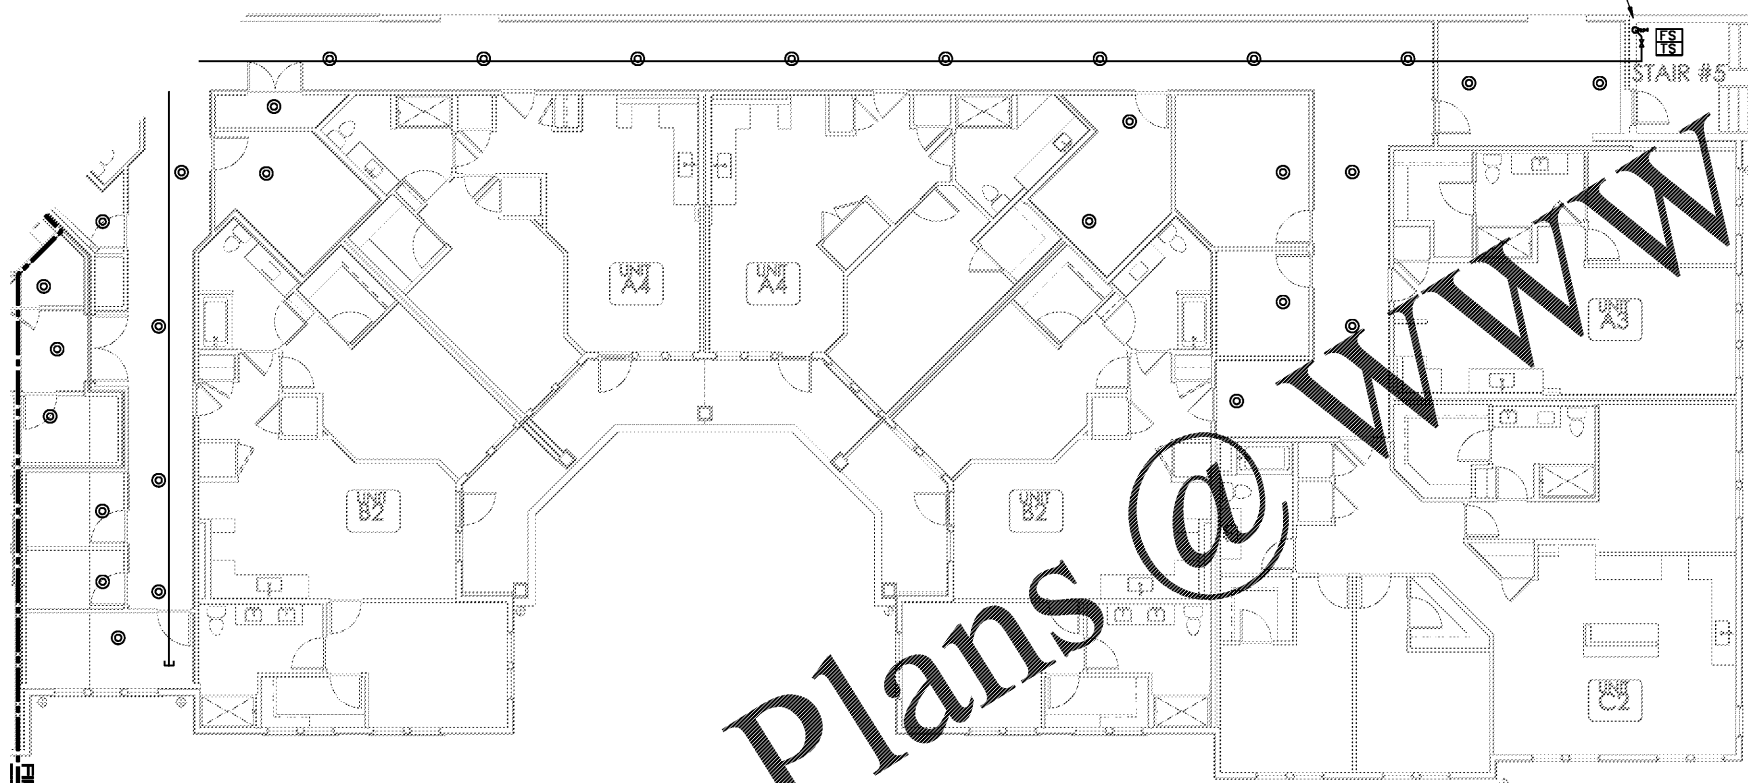 FS
TS
STAIR #5
UNIT
A4
UNIT
A4
UNIT
A3
UNIT
B2
UNIT
B2
UNIT
C2
Plans @ www